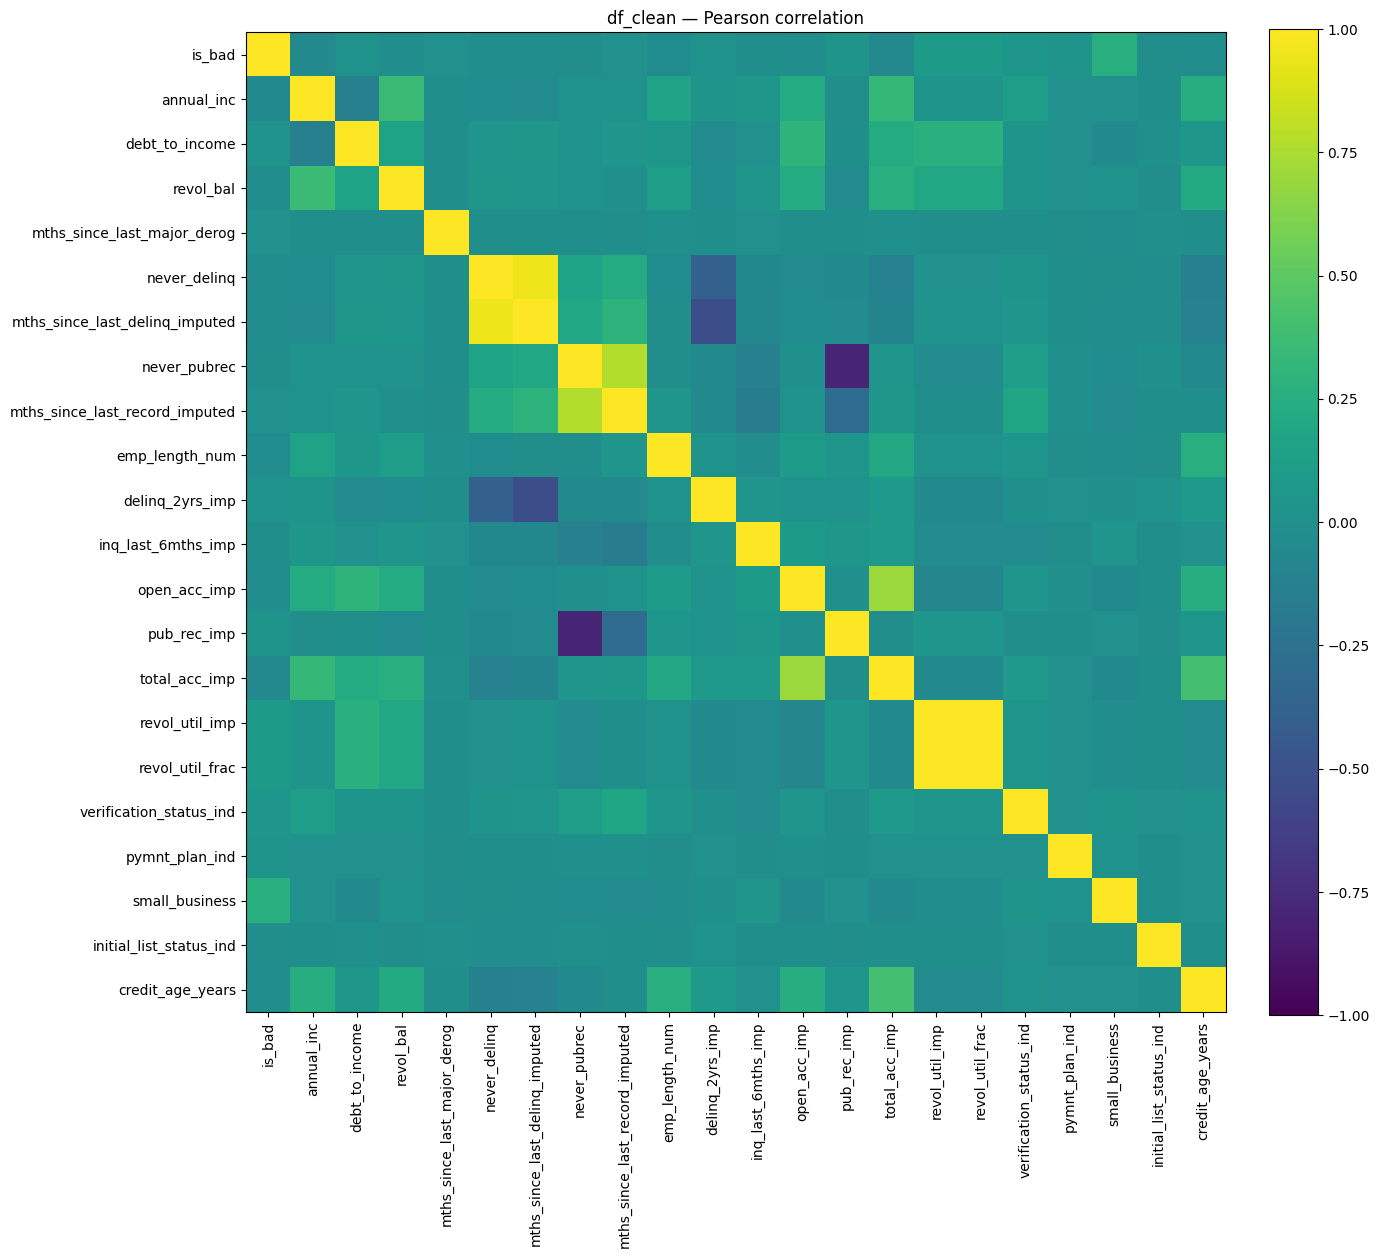 df_clean — Pearson correlation
is_bad
annual_inc
debt_to_income
revol_bal
mths_since_last_major_derog
never_delinq
mths_since_last_delinq_imputed
never_pubrec
mths_since_last_record_imputed
emp_length_num
delinq_2yrs_imp
inq_last_6mths_imp
open_acc_imp
pub_rec_imp
total_acc_imp
revol_util_imp
revol_util_frac
verification_status_ind
pymnt_plan_ind
small_business
initial_list_status_ind
credit_age_years
is_bad
annual_inc
debt_to_income
revol_bal
mths_since_last_major_derog
never_delinq
mths_since_last_delinq_imputed
never_pubrec
mths_since_last_record_imputed
emp_length_num
delinq_2yrs_imp
inq_last_6mths_imp
open_acc_imp
pub_rec_imp
total_acc_imp
revol_util_imp
revol_util_frac
verification_status_ind
pymnt_plan_ind
small_business
initial_list_status_ind
credit_age_years
1.00
0.75
0.50
0.25
0.00
−0.25
−0.50
−0.75
−1.00